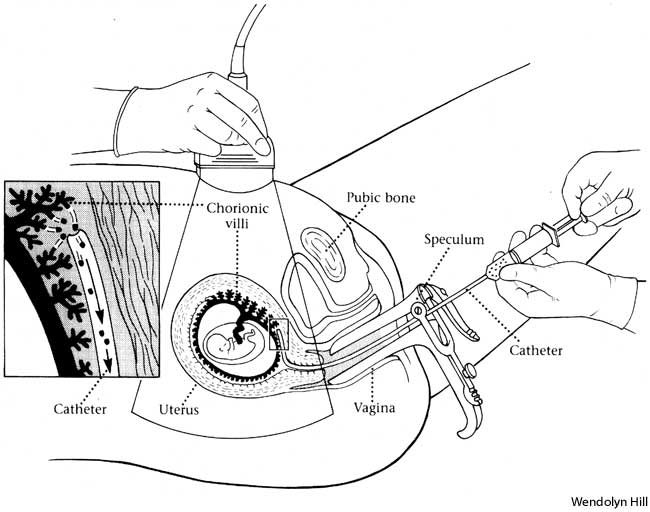 Chorionic
villi
Pubic bone
Speculum
Catheter
Catheter
Uterus
Vagina
Wendolyn Hill